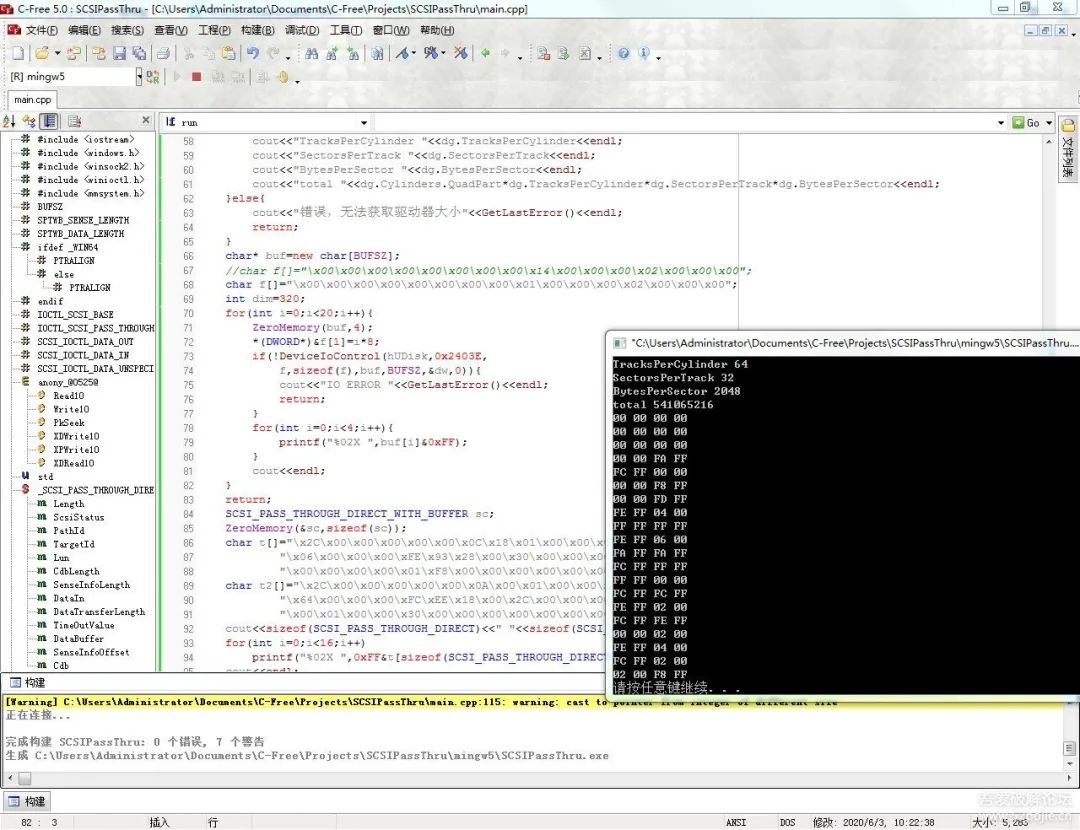 C-Free 5.0 : SCSIPassThru - [C:\Users\Administrator\Documents\C-Free\Projects\SCSIPassThru\main.cpp]
文件(F) 编辑(E) 搜索(S) 查看(V) 工程(P) 构建(B) 调试(D) 工具(T) 窗口(W) 帮助(H)
[R] mingw5
main.cpp
run
Go
文件列表
#include <iostream>
#include <windows.h>
#include <winsock2.h>
#include <winioctl.h>
#include <mmsystem.h>
BUFSZ
SPTWB_SENSE_LENGTH
SPTWB_DATA_LENGTH
ifdef _WIN64
PTRALIGN
else
PTRALIGN
endif
IOCTL_SCSI_BASE
IOCTL_SCSI_PASS_THROUGH
SCSI_IOCTL_DATA_OUT
SCSI_IOCTL_DATA_IN
SCSI_IOCTL_DATA_UNSPECI
anony_@0525@
Read10
Write10
PkSeek
XDWrite10
XPWrite10
XDRead10
std
_SCSI_PASS_THROUGH_DIRE
Length
ScsiStatus
PathId
TargetId
Lun
CdbLength
SenseInfoLength
DataIn
DataTransferLength
TimeOutValue
DataBuffer
SenseInfoOffset
Cdb
58 cout<<"TracksPerCylinder "<<dg.TracksPerCylinder<<endl;
59 cout<<"SectorsPerTrack "<<dg.SectorsPerTrack<<endl;
60 cout<<"BytesPerSector "<<dg.BytesPerSector<<endl;
61 cout<<"total "<<dg.Cylinders.QuadPart*dg.TracksPerCylinder*dg.SectorsPerTrack*dg.BytesPerSector<<endl;
62 }else{
63 cout<<"错误，无法获取驱动器大小"<<GetLastError()<<endl;
64 return;
65 }
66 char* buf=new char[BUFSZ];
67 //char f[]="\x00\x00\x00\x00\x00\x00\x00\x00\x14\x00\x00\x00\x02\x00\x00\x00";
68 char f[]="\x00\x00\x00\x00\x00\x00\x00\x00\x01\x00\x00\x00\x02\x00\x00\x00";
69 int dim=320;
70 for(int i=0;i<20;i++){
71 ZeroMemory(buf,4);
72 *(DWORD*)&f[1]=i*8;
73 if(!DeviceIoControl(hUDisk,0x2403E,
74 f,sizeof(f),buf,BUFSZ,&dw,0)){
75 cout<<"IO ERROR "<<GetLastError()<<endl;
76 return;
77 }
78 for(int i=0;i<4;i++){
79 printf("%02X ",buf[i]&0xFF);
80 }
81 cout<<endl;
82 }
83 return;
84 SCSI_PASS_THROUGH_DIRECT_WITH_BUFFER sc;
85 ZeroMemory(&sc,sizeof(sc));
86 char t[]="\x2C\x00\x00\x00\x00\x00\x0C\x18\x01\x00\x00\x0
87 "\x06\x00\x00\x00\xFE\x93\x28\x00\x30\x00\x00\x0
88 "\x00\x00\x00\x00\x01\xF8\x00\x00\x00\x00\x00\x0
89 char t2[]="\x2C\x00\x00\x00\x00\x00\x0A\x00\x01\x00\x00\
90 "\x64\x00\x00\x00\xFC\xEE\x18\x00\x2C\x00\x00\x0
91 "\x00\x01\x00\x00\x30\x00\x00\x00\x00\x00\x00\x0
92 cout<<sizeof(SCSI_PASS_THROUGH_DIRECT)<<" "<<sizeof(SCSI
93 for(int i=0;i<16;i++)
94 printf("%02X ",0xFF&t[sizeof(SCSI_PASS_THROUGH_DIREC
95 cout<<endl;
"C:\Users\Administrator\Documents\C-Free\Projects\SCSIPassThru\mingw5\SCSIPassThru....
TracksPerCylinder 64
SectorsPerTrack 32
BytesPerSector 2048
total 541065216
00 00 00 00
00 00 00 00
00 00 00 00
00 00 FA FF
FC FF 00 00
00 00 F8 FF
00 00 FD FF
FE FF 04 00
FF FF FF FF
FE FF 06 00
FA FF FA FF
FC FF FF FF
FF FF 00 00
FC FF FC FF
FE FF 02 00
FC FF FE FF
00 00 02 00
FE FF 04 00
FC FF 02 00
02 00 F8 FF
请按任意键继续. . .
构建
[Warning] C:\Users\Administrator\Documents\C-Free\Projects\SCSIPassThru\main.cpp:115: warning: cast to pointer from integer of different size
正在连接...
完成构建 SCSIPassThru: 0 个错误, 7 个警告
生成 C:\Users\Administrator\Documents\C-Free\Projects\SCSIPassThru\mingw5\SCSIPassThru.exe
构建
吾爱破解论坛
www.52pojie.cn
82 : 3 插入 行 ANSI DOS 修改: 2020/6/3, 10:22:38 大小: 5,283